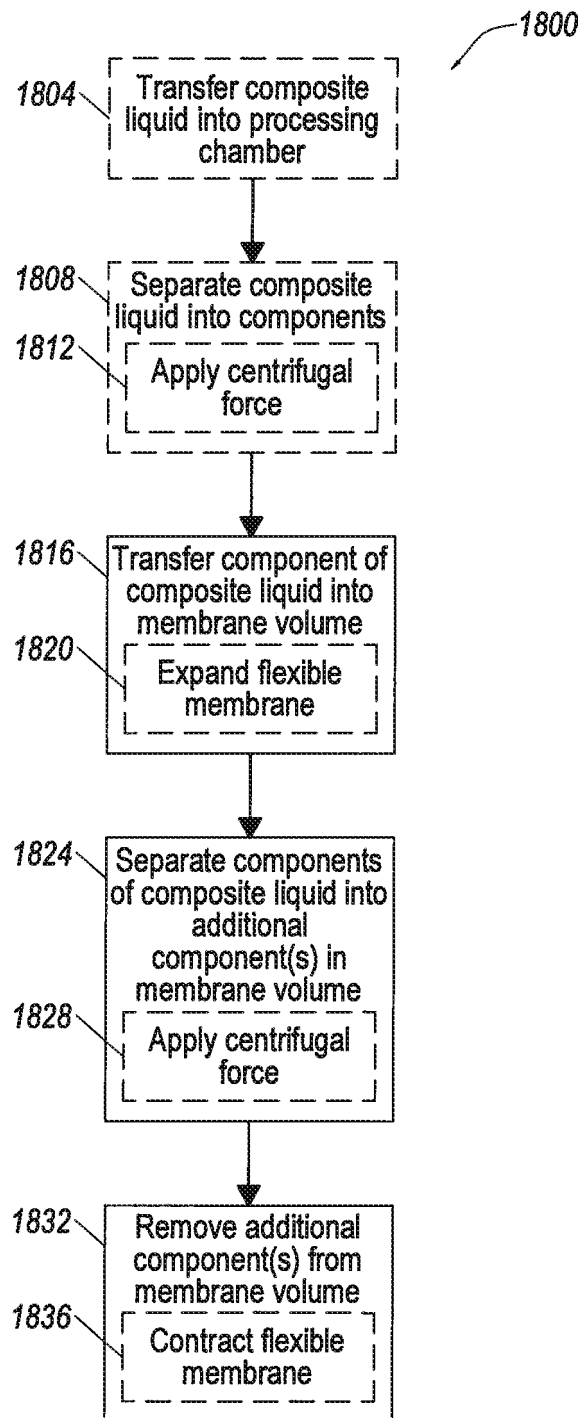 1800
1804
Transfer composite
liquid into processing
chamber
1808
Separate composite
liquid into components
1812
Apply centrifugal
force
1816
Transfer component of
composite liquid into
membrane volume
1820
Expand flexible
membrane
1824
Separate components
of composite liquid into
additional
component(s) in
membrane volume
1828
Apply centrifugal
force
1832
Remove additional
component(s) from
membrane volume
1836
Contract flexible
membrane